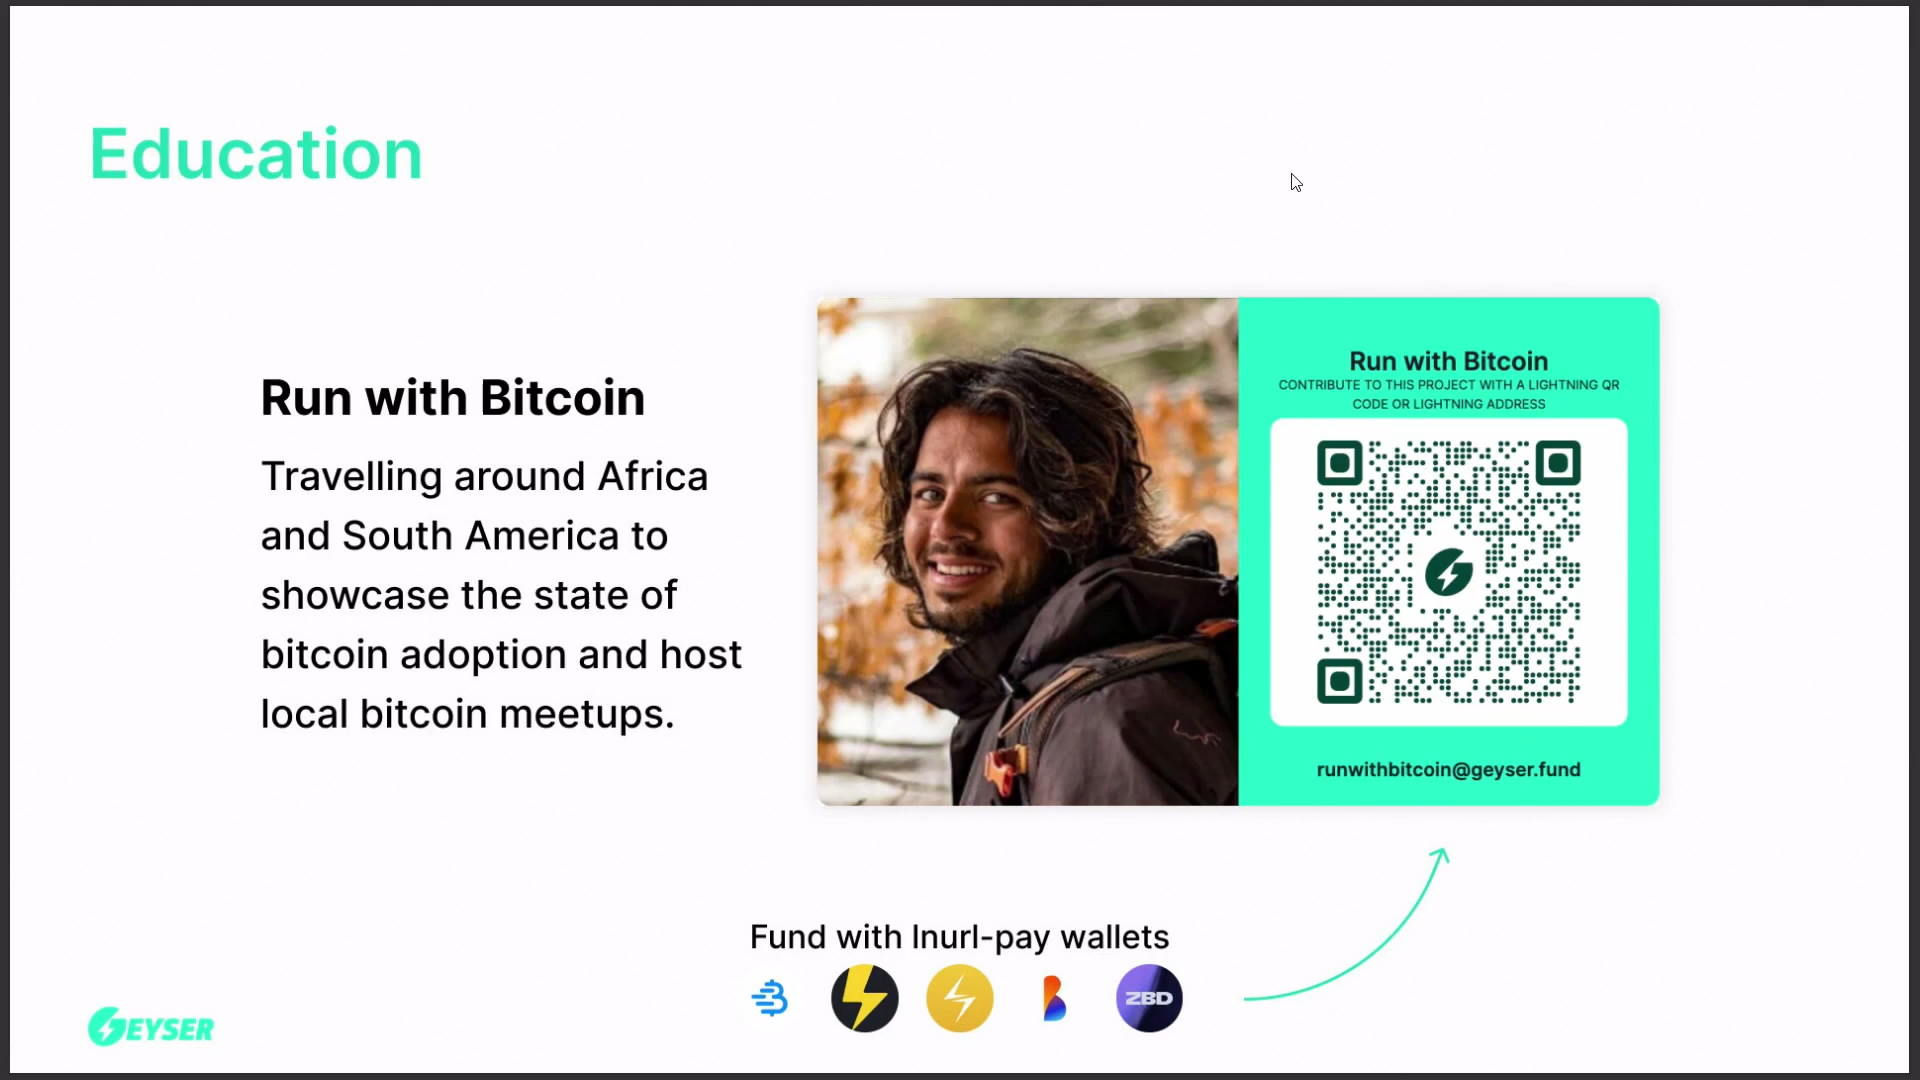 Education
Run with Bitcoin
Travelling around Africa
and South America to
showcase the state of
bitcoin adoption and host
local bitcoin meetups.
Run with Bitcoin
CONTRIBUTE TO THIS PROJECT WITH A LIGHTNING QR
CODE OR LIGHTNING ADDRESS
runwithbitcoin@geyser.fund
Fund with lnurl-pay wallets
ZBD
GEYSER